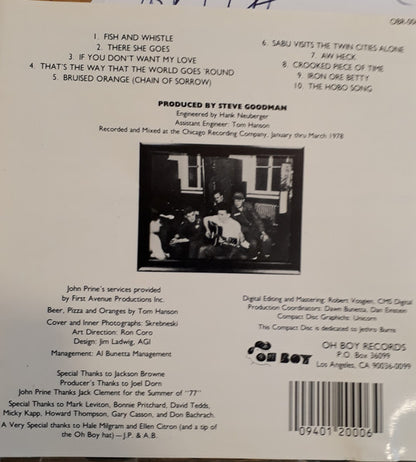 OBR-00
1. FISH AND WHISTLE
2. THERE SHE GOES
3. IF YOU DON'T WANT MY LOVE
4. THAT'S THE WAY THAT THE WORLD GOES 'ROUND
5. BRUISED ORANGE (CHAIN OF SORROW)
6. SABU VISITS THE TWIN CITIES ALONE
7. AW HECK
8. CROOKED PIECE OF TIME
9. IRON ORE BETTY
10. THE HOBO SONG
PRODUCED BY STEVE GOODMAN
Engineered by Hank Neuberger
Assistant Engineer: Tom Hanson
Recorded and Mixed at the Chicago Recording Company, January thru March 1978
John Prine's services provided
by First Avenue Productions Inc.
Beer, Pizza and Oranges by Tom Hanson
Cover and Inner Photographs: Skrebneski
Art Direction: Ron Coro
Design: Jim Ladwig, AGI
Management: Al Bunetta Management
Special Thanks to Jackson Browne
Producer's Thanks to Joel Dorn
John Prine Thanks Jack Clement for the Summer of "77"
Special Thanks to Mark Leviton, Bonnie Pritchard, David Tedds,
Micky Kapp, Howard Thompson, Gary Casson, and Don Bachrach.
A Very Special thanks to Hale Milgram and Ellen Citron (and a tip of
the Oh Boy hat)—J.P. & A.B.
Digital Editing and Mastering: Robert Vosgien, CMS Digital
Production Coordinators: Dawn Bunetta, Dan Einstein
Compact Disc Graphics: Unicorn
This Compact Disc is dedicated to Jethro Burns
OH BOY
OH BOY RECORDS
P.O. Box 36099
Los Angeles, CA 90036-0099
09401 20006